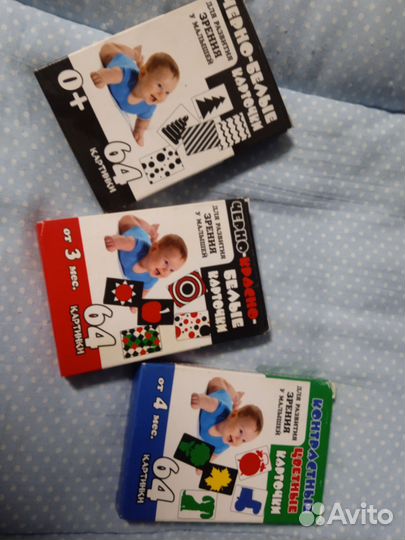 ЧЕРНО-БЕЛЫЕ
КАРТОЧКИ
ДЛЯ РАЗВИТИЯ
ЗРЕНИЯ
У МАЛЫШЕЙ
0+
64
КАРТИНКИ
ЧЕРНО-КРАСНО-
БЕЛЫЕ
КАРТОЧКИ
ДЛЯ РАЗВИТИЯ
ЗРЕНИЯ
У МАЛЫШЕЙ
от 3 мес.
64
КАРТИНКИ
КОНТРАСТНЫЕ
ЦВЕТНЫЕ
КАРТОЧКИ
ДЛЯ РАЗВИТИЯ
ЗРЕНИЯ
У МАЛЫШЕЙ
от 4 мес.
64
КАРТИНКИ
Avito